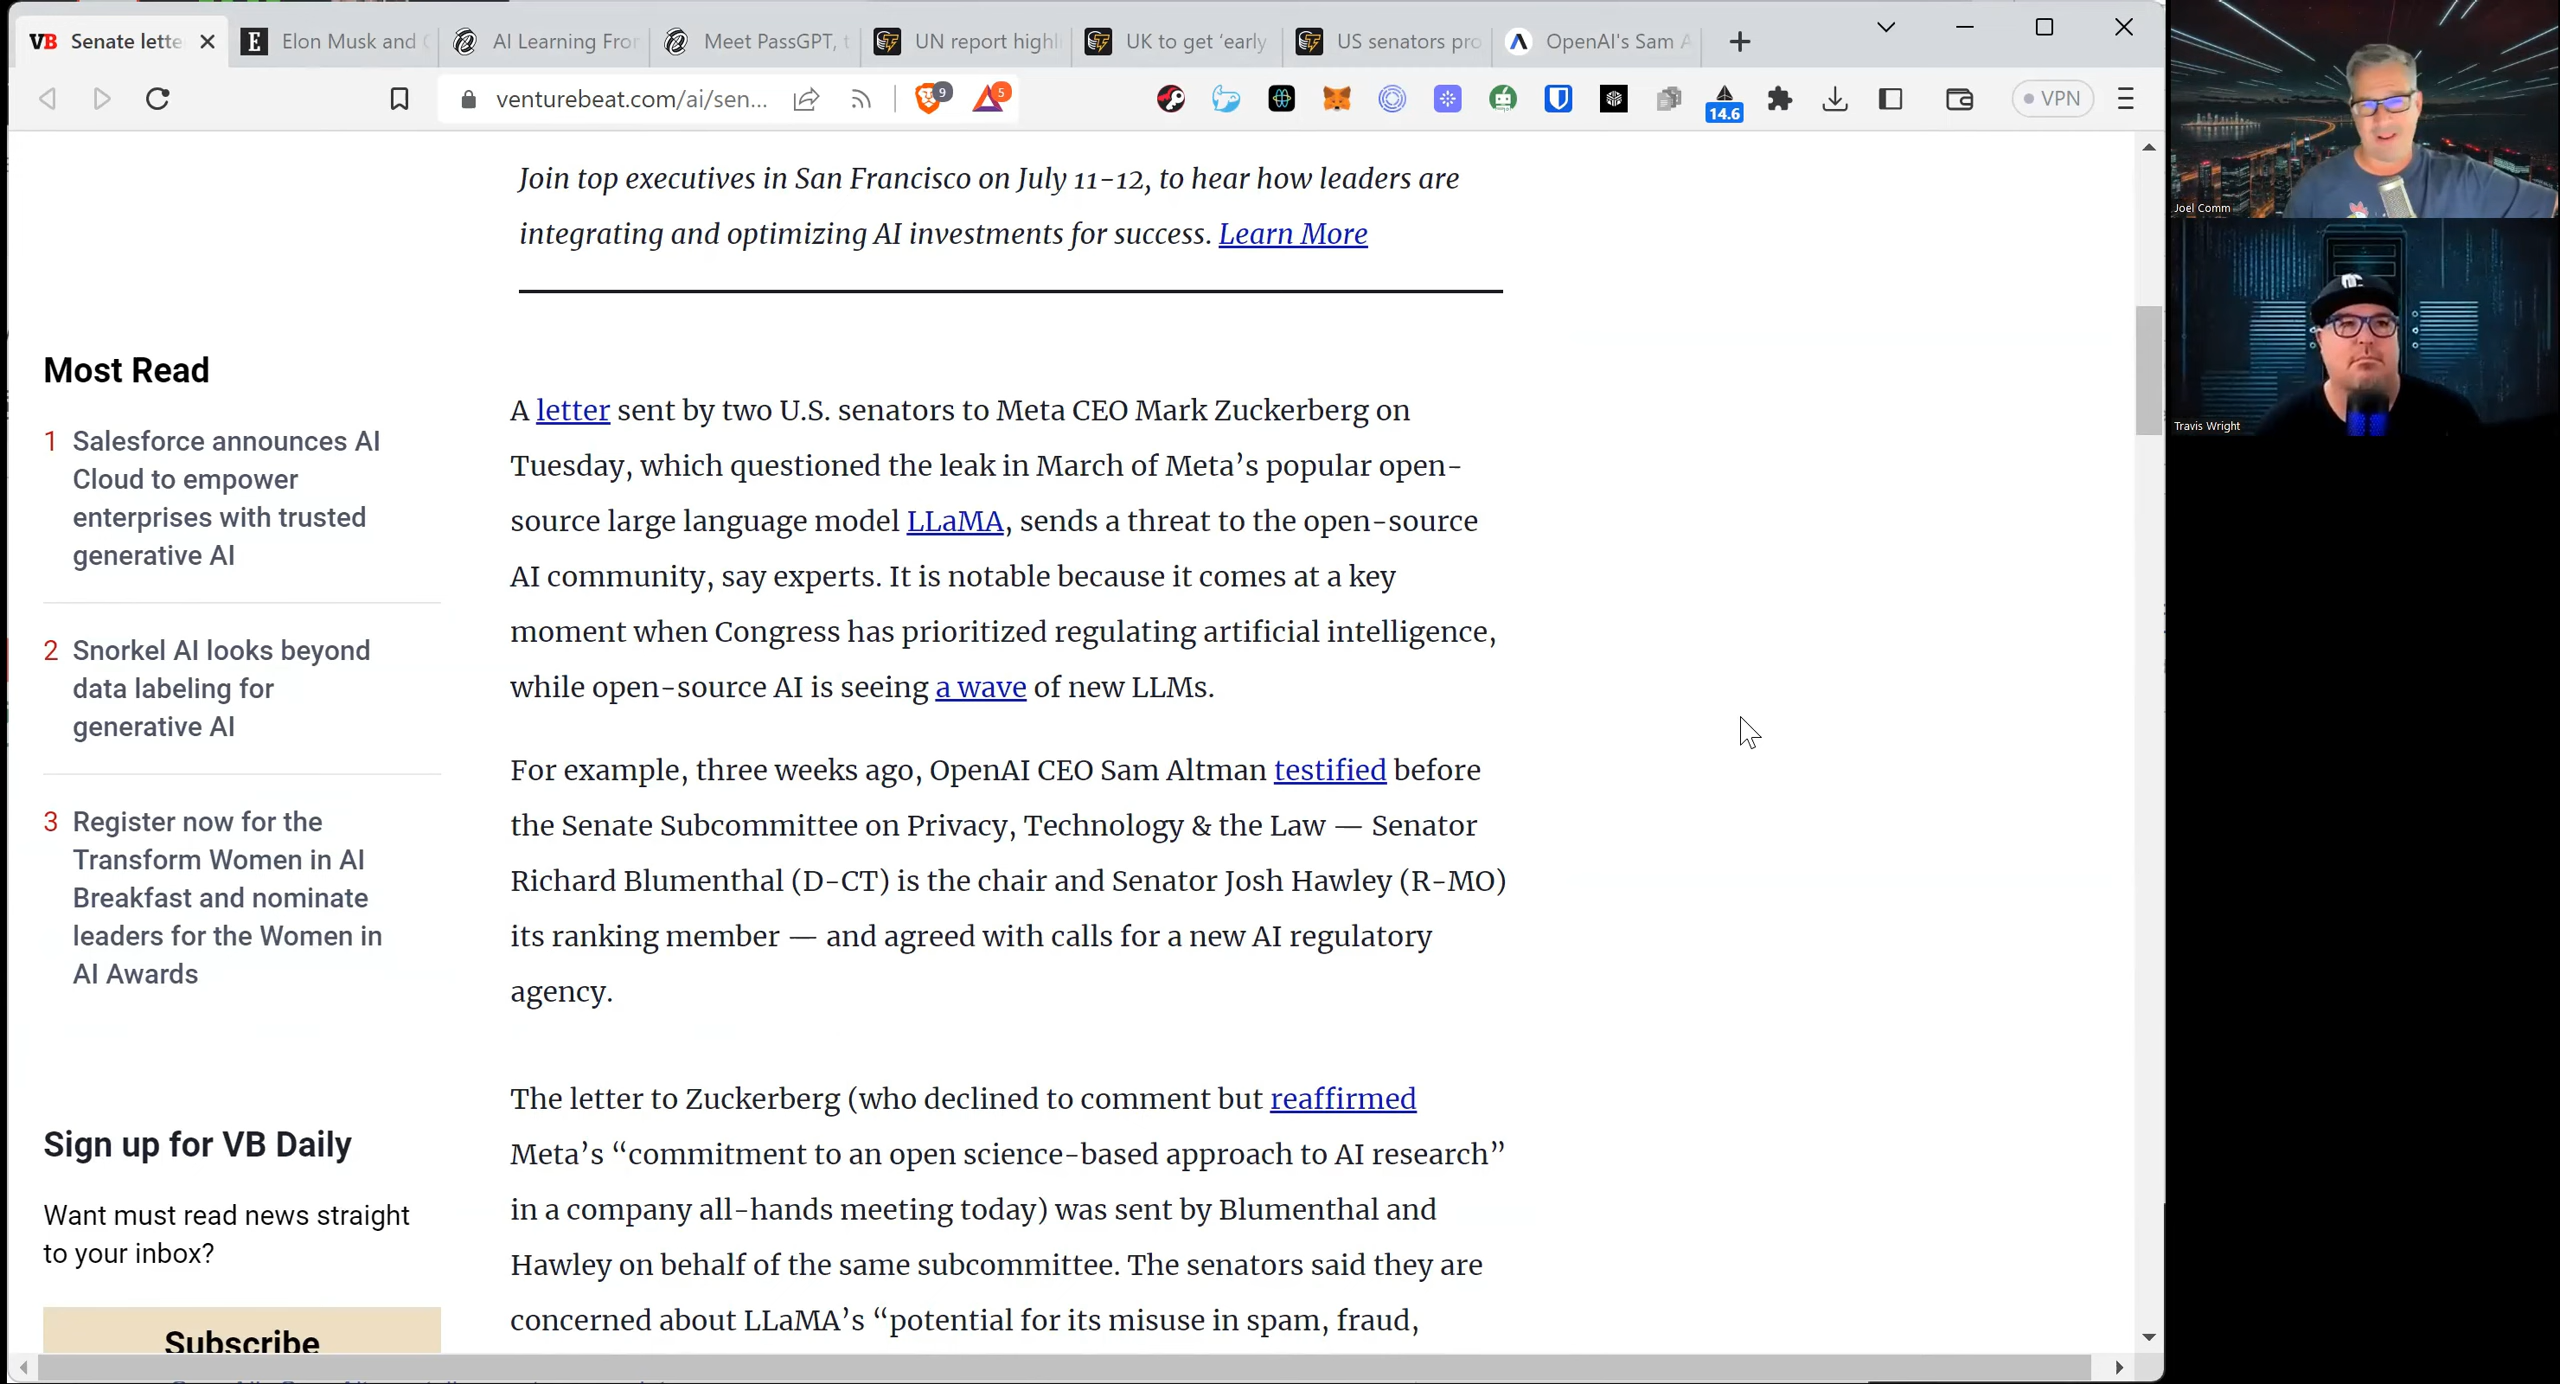 VB Senate lette
E Elon Musk and
AI Learning Fror
Meet PassGPT, t
UN report highl
UK to get ‘early
US senators pro
OpenAI's Sam A
venturebeat.com/ai/sen...
9
5
14.6
VPN
Join top executives in San Francisco on July 11-12, to hear how leaders are
integrating and optimizing AI investments for success. Learn More
Most Read
1 Salesforce announces AI
Cloud to empower
enterprises with trusted
generative AI
2 Snorkel AI looks beyond
data labeling for
generative AI
3 Register now for the
Transform Women in AI
Breakfast and nominate
leaders for the Women in
AI Awards
Sign up for VB Daily
Want must read news straight
to your inbox?
Subscribe
A letter sent by two U.S. senators to Meta CEO Mark Zuckerberg on
Tuesday, which questioned the leak in March of Meta’s popular open-
source large language model LLaMA, sends a threat to the open-source
AI community, say experts. It is notable because it comes at a key
moment when Congress has prioritized regulating artificial intelligence,
while open-source AI is seeing a wave of new LLMs.
For example, three weeks ago, OpenAI CEO Sam Altman testified before
the Senate Subcommittee on Privacy, Technology & the Law — Senator
Richard Blumenthal (D-CT) is the chair and Senator Josh Hawley (R-MO)
its ranking member — and agreed with calls for a new AI regulatory
agency.
The letter to Zuckerberg (who declined to comment but reaffirmed
Meta’s “commitment to an open science-based approach to AI research”
in a company all-hands meeting today) was sent by Blumenthal and
Hawley on behalf of the same subcommittee. The senators said they are
concerned about LLaMA’s “potential for its misuse in spam, fraud,
Joel Comm
Travis Wright